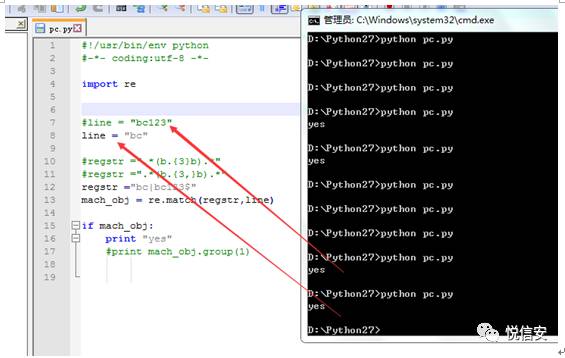 pc.py
#!/usr/bin/env python
#-*- coding:utf-8 -*-
import re
#line = "bc123"
line = "bc"
#regstr =".*(b.{3}b).*"
#regstr =".*(b.{3,}b).*"
regstr ="bc|bc123$"
mach_obj = re.match(regstr,line)
if mach_obj:
print "yes"
#print mach_obj.group(1)
1
2
3
4
5
6
7
8
9
10
11
12
13
14
15
16
17
18
19
管理员: C:\Windows\system32\cmd.exe
D:\Python27>python pc.py
D:\Python27>python pc.py
D:\Python27>python pc.py
D:\Python27>python pc.py
yes
D:\Python27>python pc.py
yes
D:\Python27>python pc.py
D:\Python27>python pc.py
D:\Python27>python pc.py
D:\Python27>python pc.py
yes
D:\Python27>python pc.py
yes
D:\Python27>
悦信安